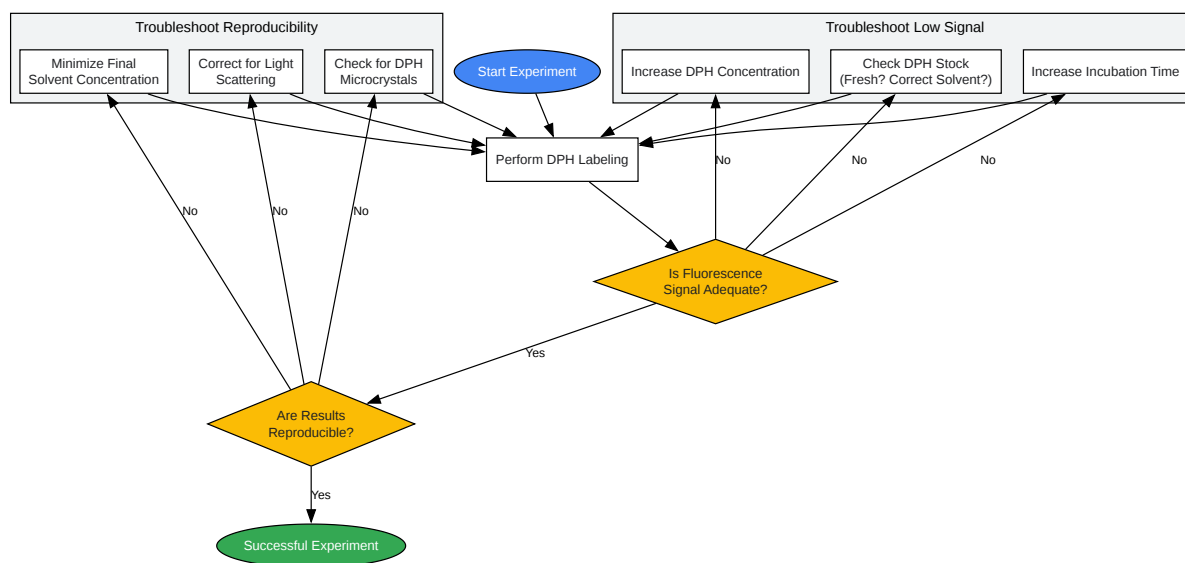 Troubleshoot Reproducibility
Troubleshoot Low Signal
Minimize Final
Solvent Concentration
Correct for Light
Scattering
Check for DPH
Microcrystals
Start Experiment
Increase DPH Concentration
Check DPH Stock
(Fresh? Correct Solvent?)
Increase Incubation Time
Perform DPH Labeling
No
No
No
No
No
No
Is Fluorescence
Signal Adequate?
Yes
Are Results
Reproducible?
Yes
Successful Experiment